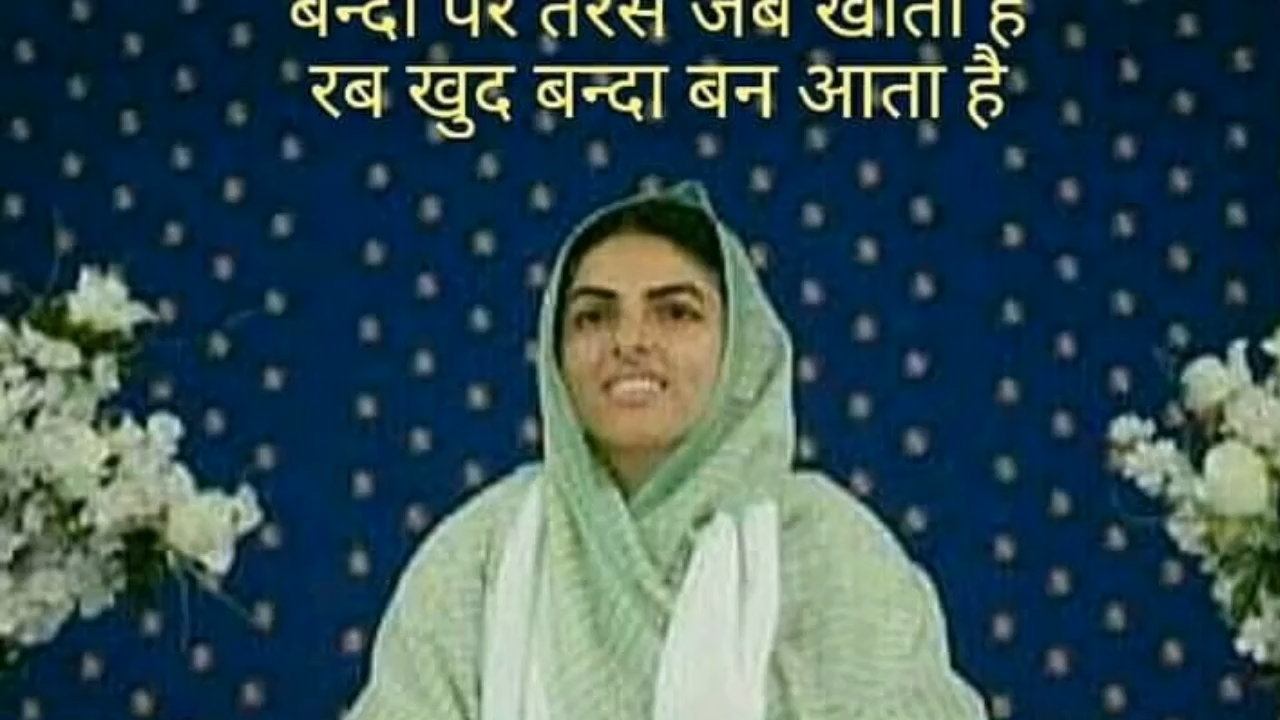 बन्दों पर तरस जब खाता है
रब खुद बन्दा बन आता है